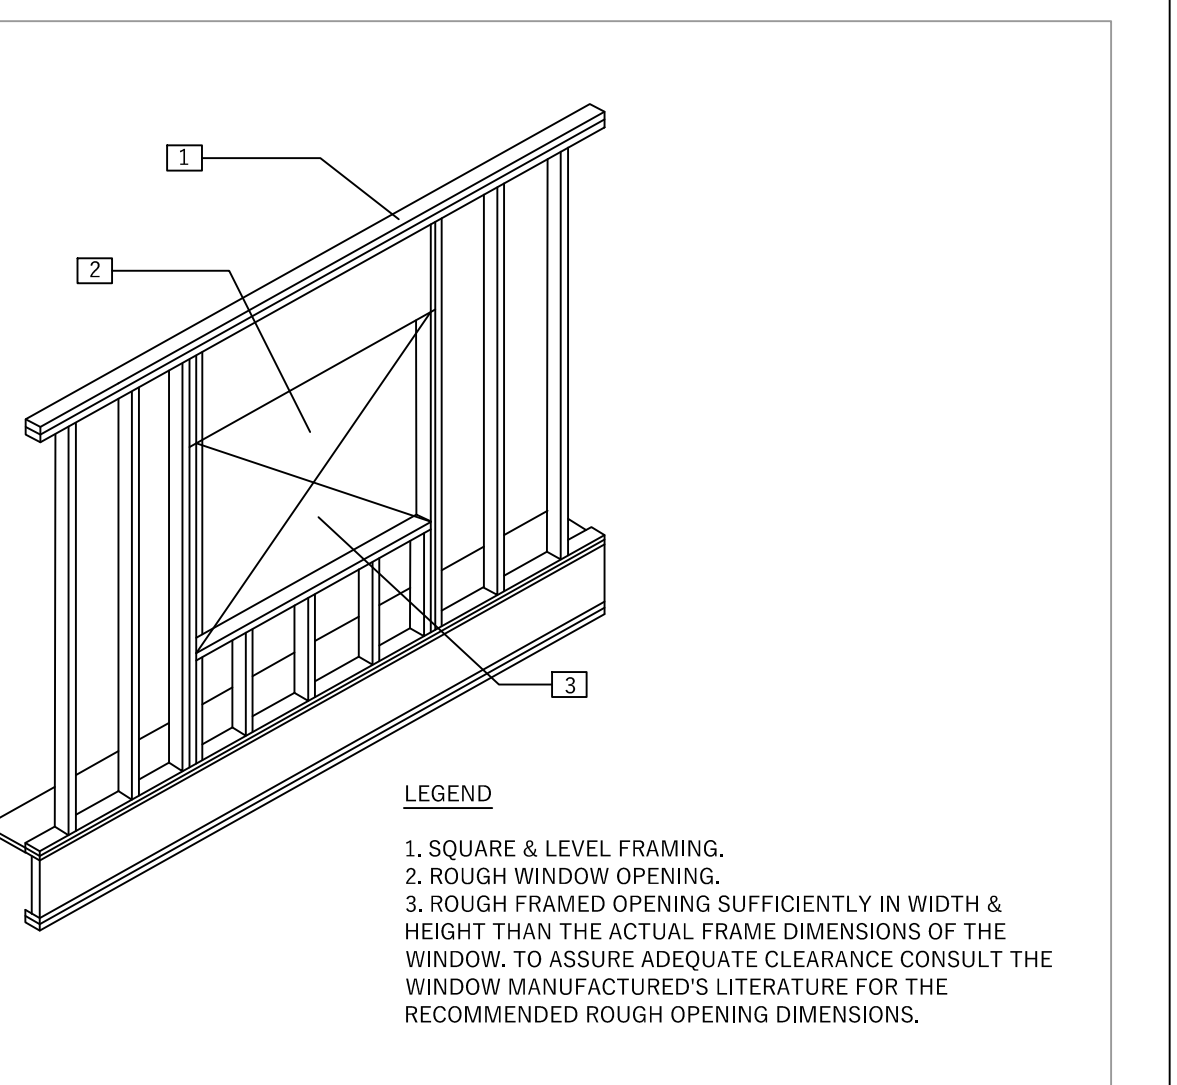 1
2
3
LEGEND
1. SQUARE & LEVEL FRAMING.
2. ROUGH WINDOW OPENING.
3. ROUGH FRAMED OPENING SUFFICIENTLY IN WIDTH &
HEIGHT THAN THE ACTUAL FRAME DIMENSIONS OF THE
WINDOW. TO ASSURE ADEQUATE CLEARANCE CONSULT THE
WINDOW MANUFACTURED'S LITERATURE FOR THE
RECOMMENDED ROUGH OPENING DIMENSIONS.